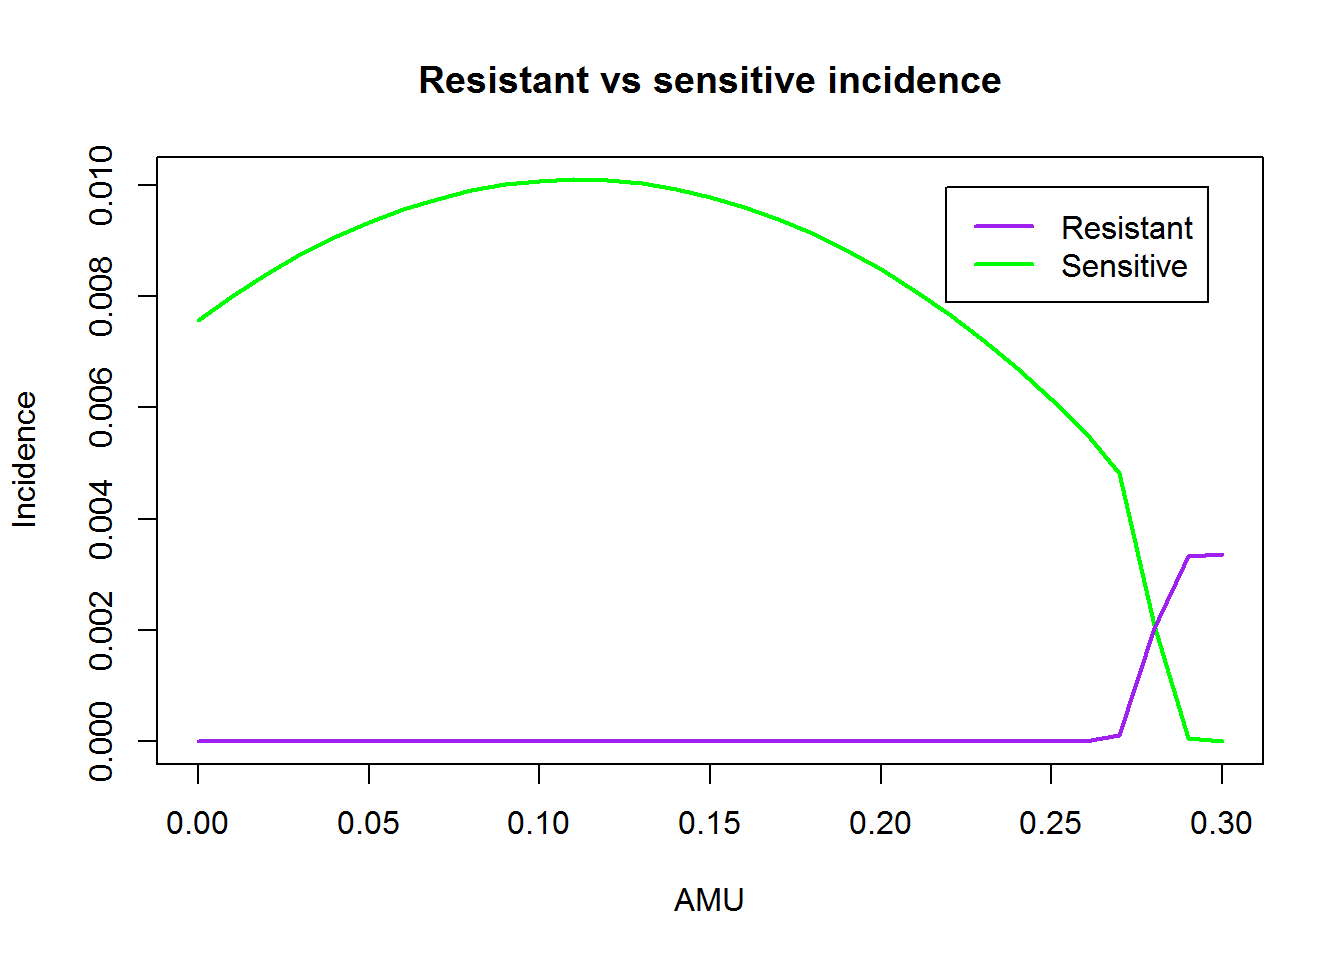 Resistant vs sensitive incidence
Incidence
0.010
0.008
0.006
0.004
0.002
0.000
Resistant
Sensitive
0.00 0.05 0.10 0.15 0.20 0.25 0.30
AMU